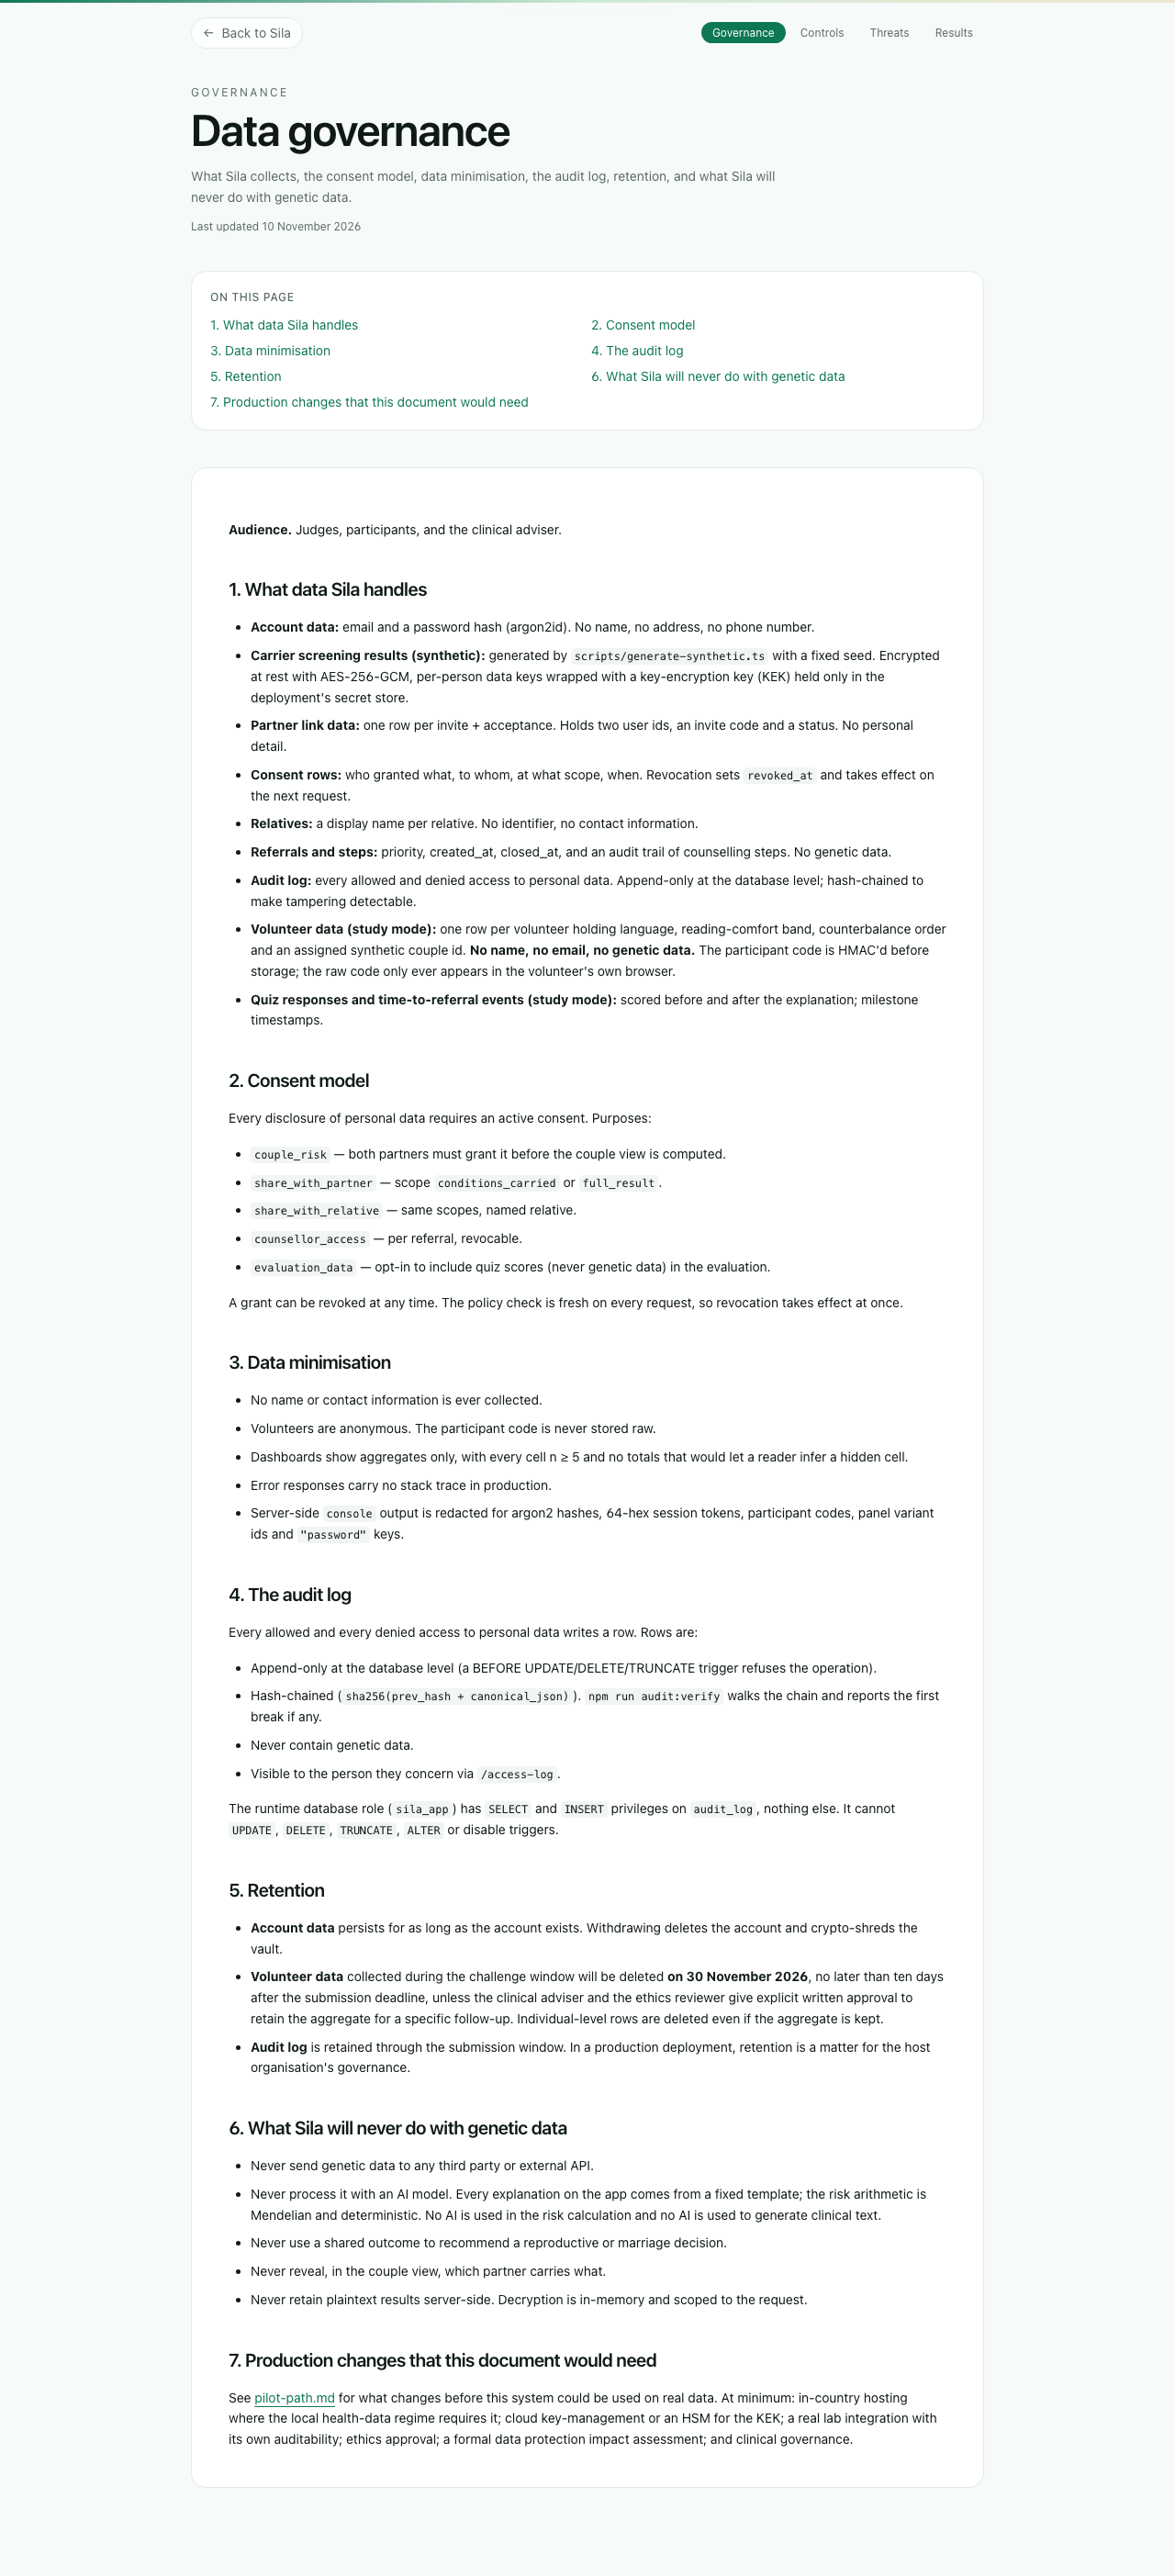 ← Back to Sila
Governance Controls Threats Results
GOVERNANCE
Data governance
What Sila collects, the consent model, data minimisation, the audit log, retention, and what Sila will
never do with genetic data.
Last updated 10 November 2026
ON THIS PAGE
1. What data Sila handles
2. Consent model
3. Data minimisation
4. The audit log
5. Retention
6. What Sila will never do with genetic data
7. Production changes that this document would need
Audience. Judges, participants, and the clinical adviser.
1. What data Sila handles
• Account data: email and a password hash (argon2id). No name, no address, no phone number.
• Carrier screening results (synthetic): generated by scripts/generate-synthetic.ts with a fixed seed. Encrypted
at rest with AES-256-GCM, per-person data keys wrapped with a key-encryption key (KEK) held only in the
deployment's secret store.
• Partner link data: one row per invite + acceptance. Holds two user ids, an invite code and a status. No personal
detail.
• Consent rows: who granted what, to whom, at what scope, when. Revocation sets revoked_at and takes effect on
the next request.
• Relatives: a display name per relative. No identifier, no contact information.
• Referrals and steps: priority, created_at, closed_at, and an audit trail of counselling steps. No genetic data.
• Audit log: every allowed and denied access to personal data. Append-only at the database level; hash-chained to
make tampering detectable.
• Volunteer data (study mode): one row per volunteer holding language, reading-comfort band, counterbalance order
and an assigned synthetic couple id. No name, no email, no genetic data. The participant code is HMAC'd before
storage; the raw code only ever appears in the volunteer's own browser.
• Quiz responses and time-to-referral events (study mode): scored before and after the explanation; milestone
timestamps.
2. Consent model
Every disclosure of personal data requires an active consent. Purposes:
• couple_risk — both partners must grant it before the couple view is computed.
• share_with_partner — scope conditions_carried or full_result.
• share_with_relative — same scopes, named relative.
• counsellor_access — per referral, revocable.
• evaluation_data — opt-in to include quiz scores (never genetic data) in the evaluation.
A grant can be revoked at any time. The policy check is fresh on every request, so revocation takes effect at once.
3. Data minimisation
• No name or contact information is ever collected.
• Volunteers are anonymous. The participant code is never stored raw.
• Dashboards show aggregates only, with every cell n ≥ 5 and no totals that would let a reader infer a hidden cell.
• Error responses carry no stack trace in production.
• Server-side console output is redacted for argon2 hashes, 64-hex session tokens, participant codes, panel variant
ids and "password" keys.
4. The audit log
Every allowed and every denied access to personal data writes a row. Rows are:
• Append-only at the database level (a BEFORE UPDATE/DELETE/TRUNCATE trigger refuses the operation).
• Hash-chained (sha256(prev_hash + canonical_json)). npm run audit:verify walks the chain and reports the first
break if any.
• Never contain genetic data.
• Visible to the person they concern via /access-log.
The runtime database role (sila_app) has SELECT and INSERT privileges on audit_log, nothing else. It cannot
UPDATE, DELETE, TRUNCATE, ALTER or disable triggers.
5. Retention
• Account data persists for as long as the account exists. Withdrawing deletes the account and crypto-shreds the
vault.
• Volunteer data collected during the challenge window will be deleted on 30 November 2026, no later than ten days
after the submission deadline, unless the clinical adviser and the ethics reviewer give explicit written approval to
retain the aggregate for a specific follow-up. Individual-level rows are deleted even if the aggregate is kept.
• Audit log is retained through the submission window. In a production deployment, retention is a matter for the host
organisation's governance.
6. What Sila will never do with genetic data
• Never send genetic data to any third party or external API.
• Never process it with an AI model. Every explanation on the app comes from a fixed template; the risk arithmetic is
Mendelian and deterministic. No AI is used in the risk calculation and no AI is used to generate clinical text.
• Never use a shared outcome to recommend a reproductive or marriage decision.
• Never reveal, in the couple view, which partner carries what.
• Never retain plaintext results server-side. Decryption is in-memory and scoped to the request.
7. Production changes that this document would need
See pilot-path.md for what changes before this system could be used on real data. At minimum: in-country hosting
where the local health-data regime requires it; cloud key-management or an HSM for the KEK; a real lab integration with
its own auditability; ethics approval; a formal data protection impact assessment; and clinical governance.